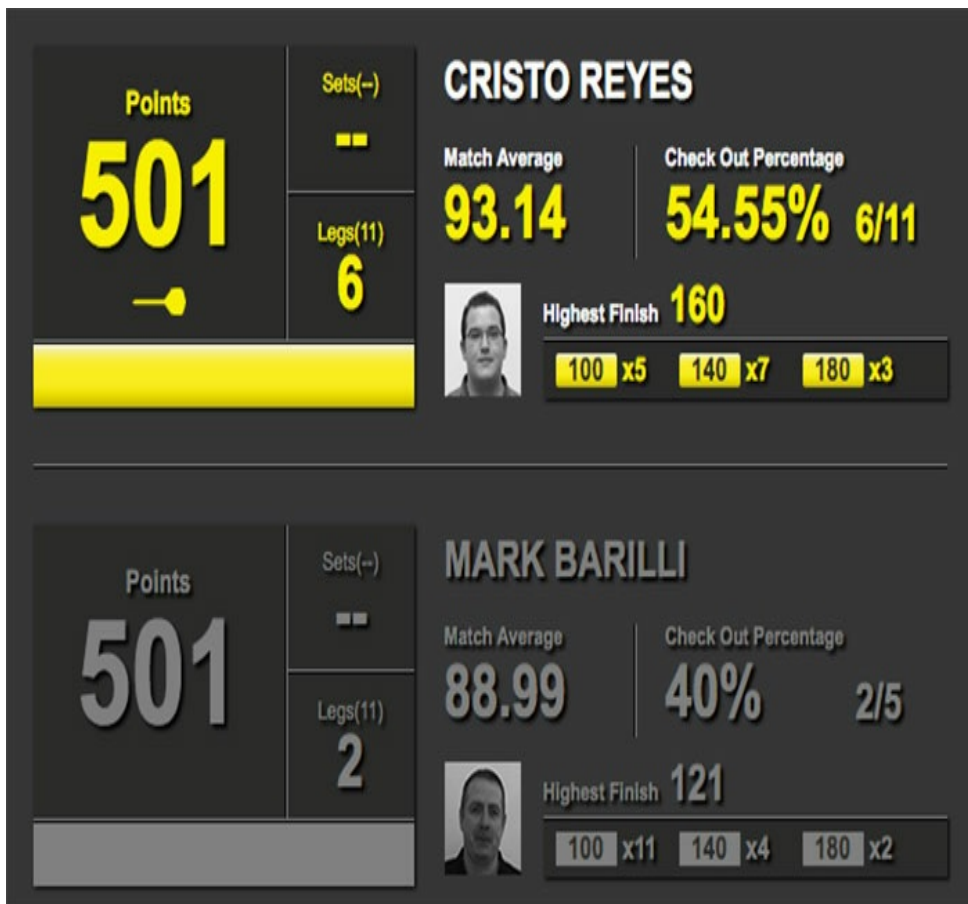 CRISTO REYES
Points
501
Sets(--)
--
Legs(11)
6
Match Average
93.14
Check Out Percentage
54.55% 6/11
Highest Finish 160
100 x5 140 x7 180 x3
MARK BARILLI
Points
501
Sets(--)
--
Legs(11)
2
Match Average
88.99
Check Out Percentage
40% 2/5
Highest Finish 121
100 x11 140 x4 180 x2